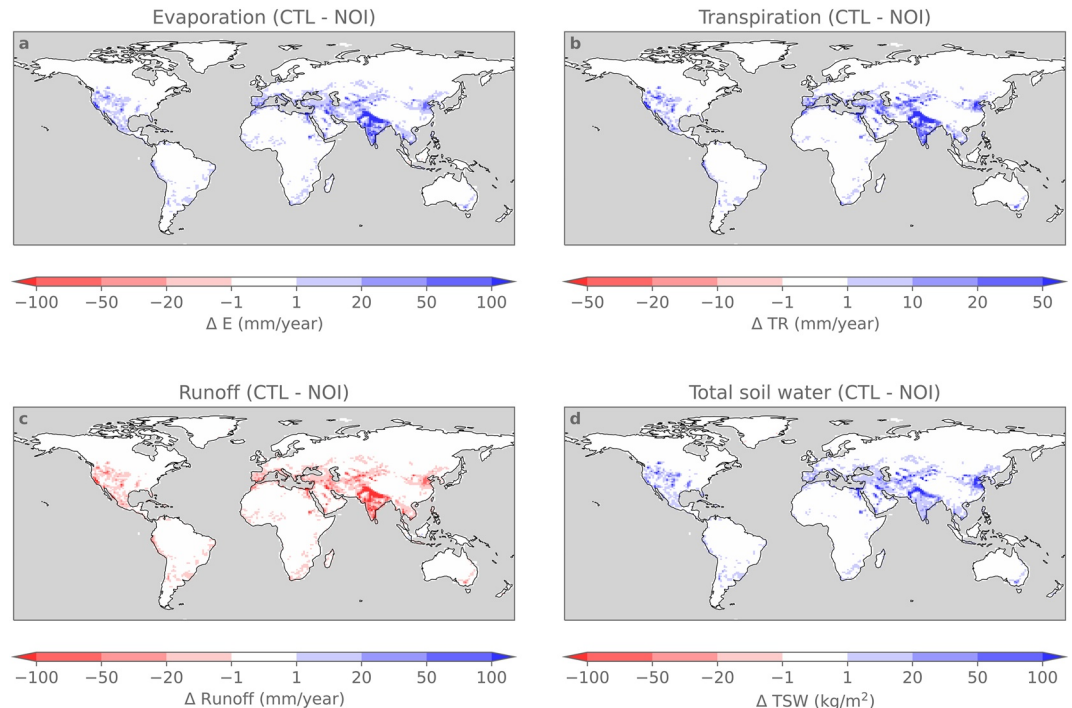 Evaporation (CTL - NOI)
Transpiration (CTL - NOI)
a
b
−100 −50 −20 −1 1 20 50 100
−50 −20 −10 −1 1 10 20 50
Δ E (mm/year)
Δ TR (mm/year)
Runoff (CTL - NOI)
Total soil water (CTL - NOI)
c
d
−100 −50 −20 −1 1 20 50 100
−100 −50 −20 −1 1 20 50 100
Δ Runoff (mm/year)
Δ TSW (kg/m²)